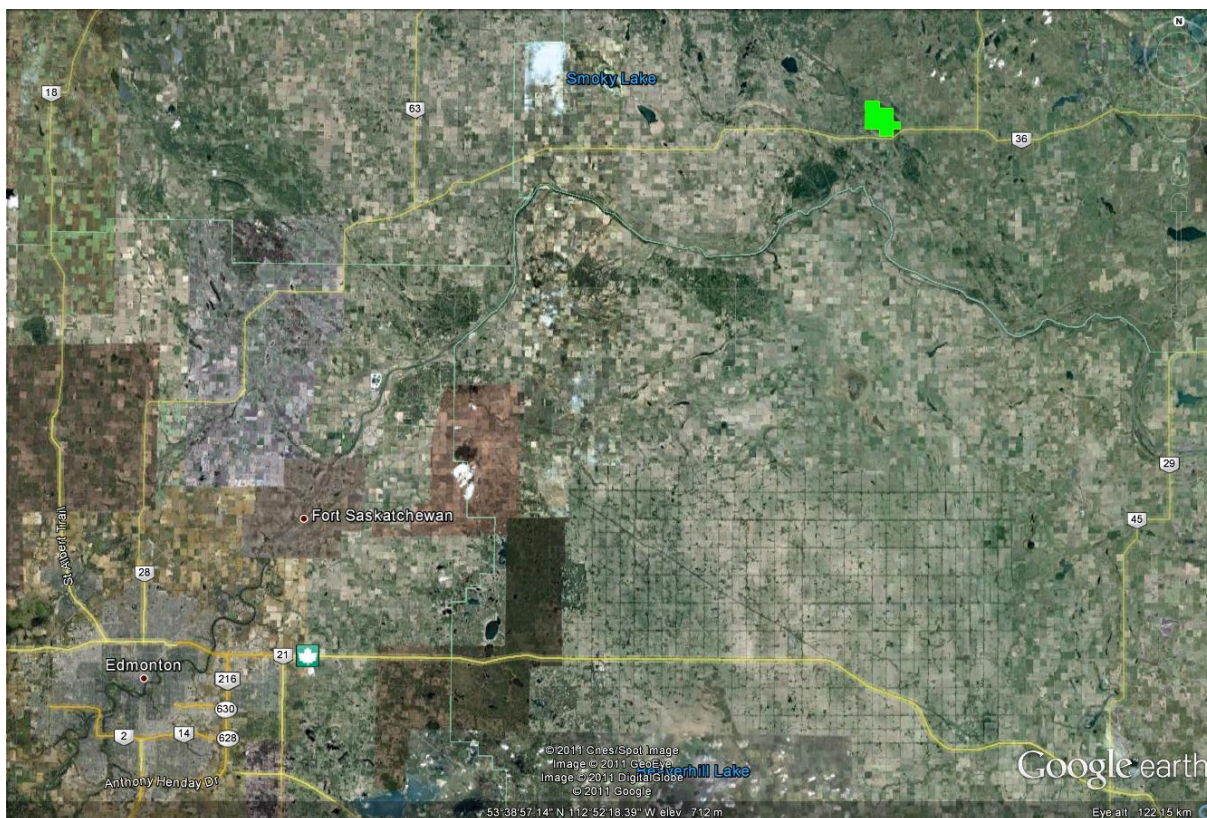 N
18
63
Smoky Lake
36
29
Fort Saskatchewan
45
St Albert Trail
28
21
Edmonton
216
630
2
14
628
© 2011 Cnes/Spot Image
Image © 2011 GeoEye
Image © 2011 DigitalGlobe
© 2011 Google
Beaverhill Lake
Anthony Henday Dr
Google earth
53°38'57.14" N 112°52'18.39" W elev 712 m
Eye alt 122.15 km